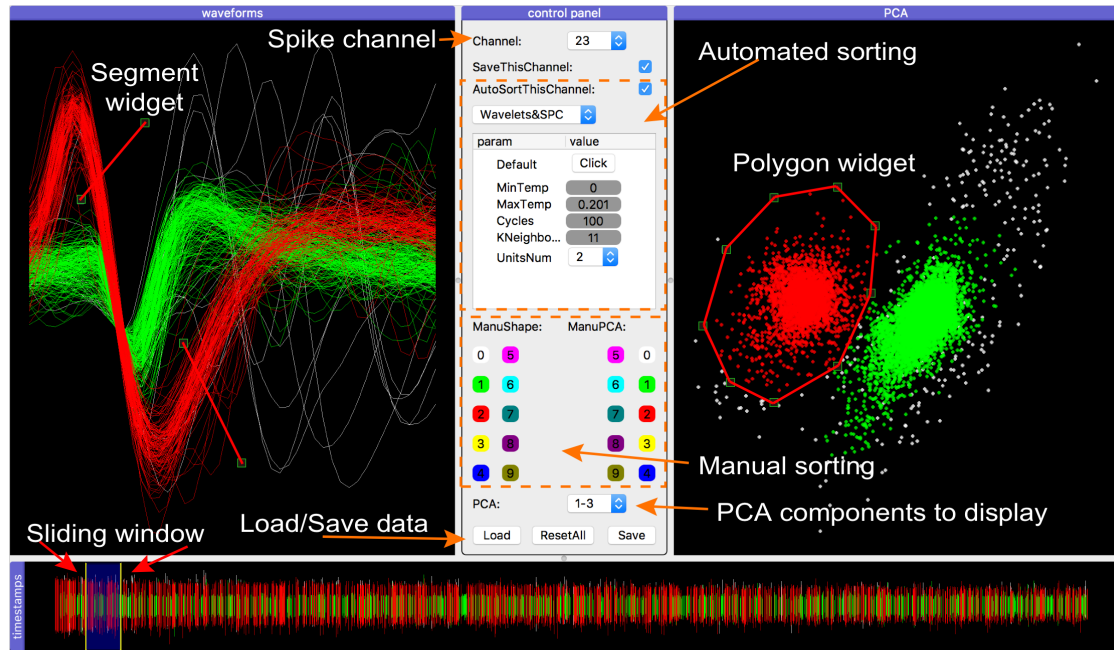 waveforms
control panel
PCA
Spike channel
Channel:
23
SaveThisChannel:
Automated sorting
Segment
widget
AutoSortThisChannel:
Wavelets&SPC
param value
Default Click
MinTemp 0
MaxTemp 0.201
Cycles 100
KNeighbo... 11
UnitsNum 2
Polygon widget
ManuShape: ManuPCA:
0 5 5 0
1 6 6 1
2 7 7 2
3 8 8 3
4 9 9 4
Manual sorting
PCA: 1-3
PCA components to display
Load/Save data
Load ResetAll Save
Sliding window
timestamps